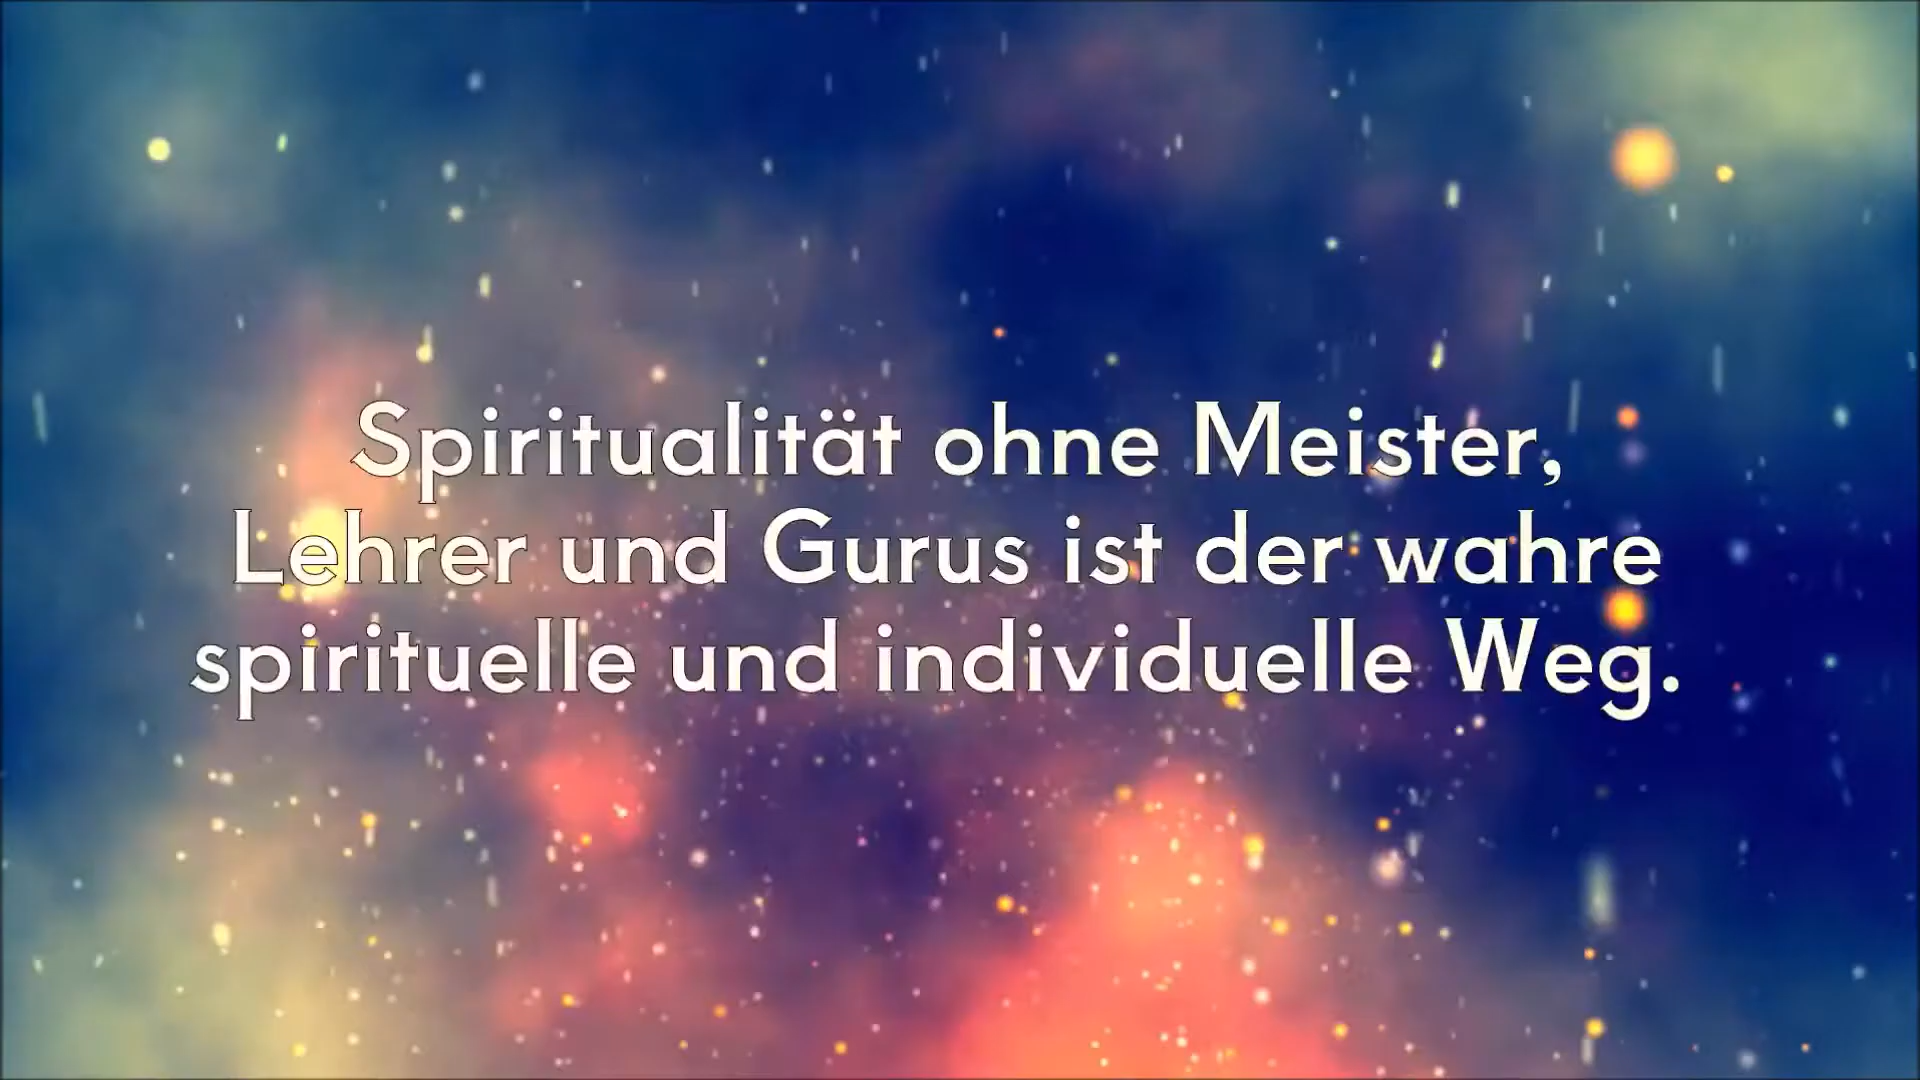 Spiritualität ohne Meister,
Lehrer und Gurus ist der wahre
spirituelle und individuelle Weg.